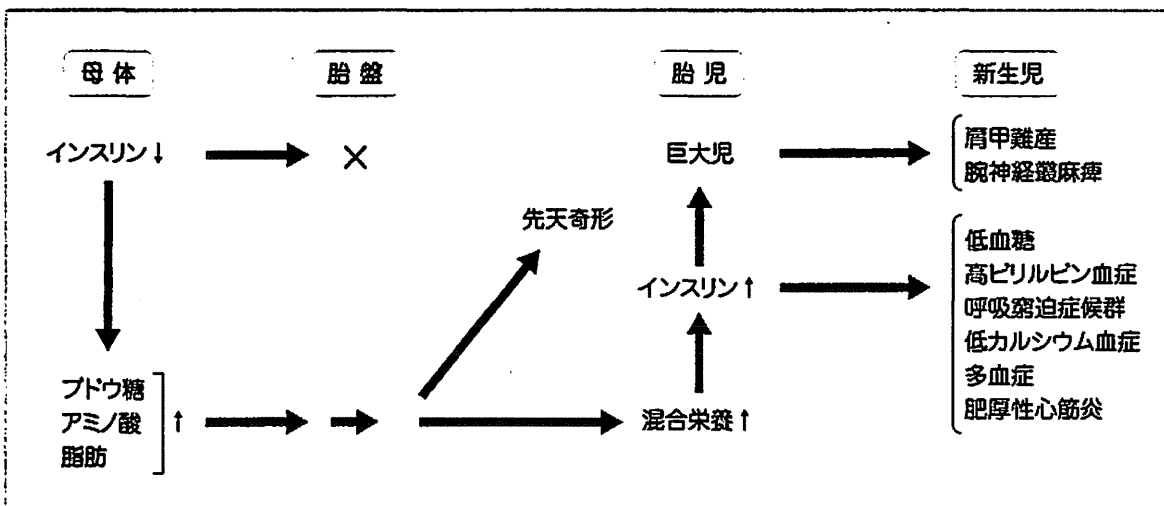 母体
胎盤
胎児
新生児
インスリン↓
×
巨大児
肩甲難産
腕神経叢麻痺
先天奇形
インスリン↑
低血糖
高ビリルビン血症
呼吸窮迫症候群
低カルシウム血症
多血症
肥厚性心筋炎
ブドウ糖
アミノ酸
脂肪
↑
混合栄養↑